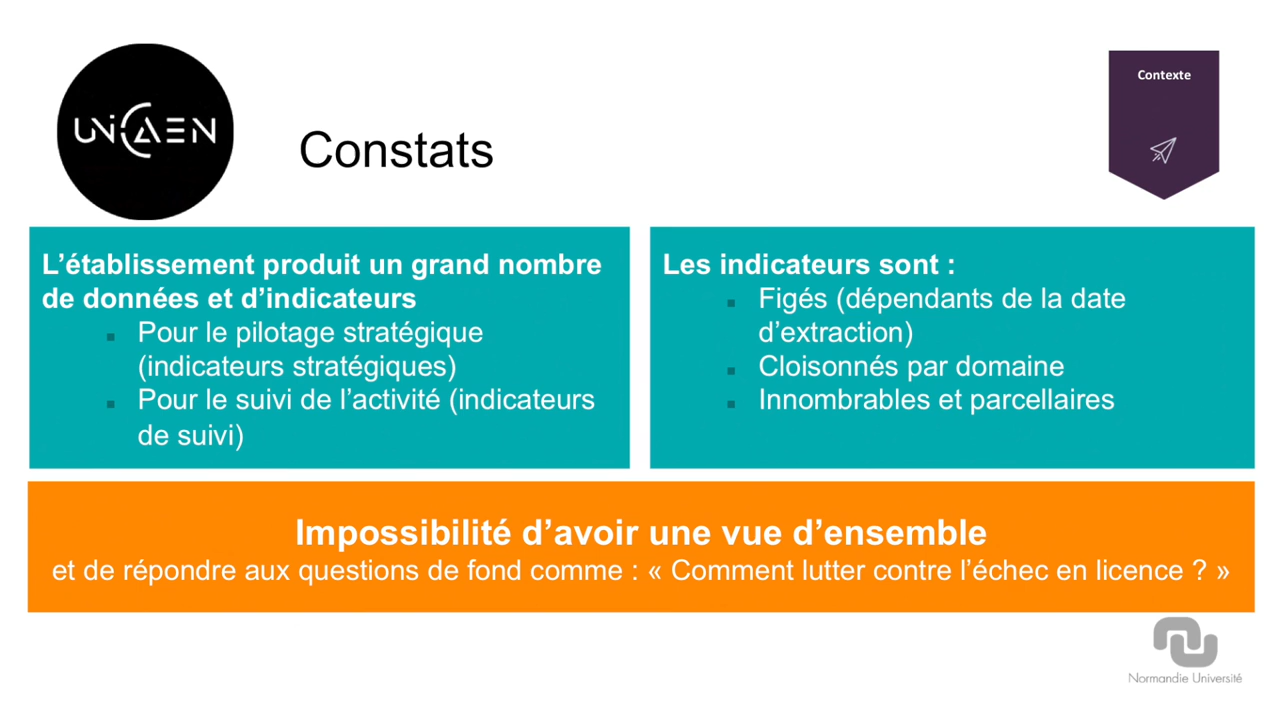 UNICAEN
Contexte
Constats
L’établissement produit un grand nombre
de données et d’indicateurs
Pour le pilotage stratégique
(indicateurs stratégiques)
Pour le suivi de l’activité (indicateurs
de suivi)
Les indicateurs sont :
Figés (dépendants de la date
d’extraction)
Cloisonnés par domaine
Innombrables et parcellaires
Impossibilité d’avoir une vue d’ensemble
et de répondre aux questions de fond comme : « Comment lutter contre l’échec en licence ? »
Normandie Université